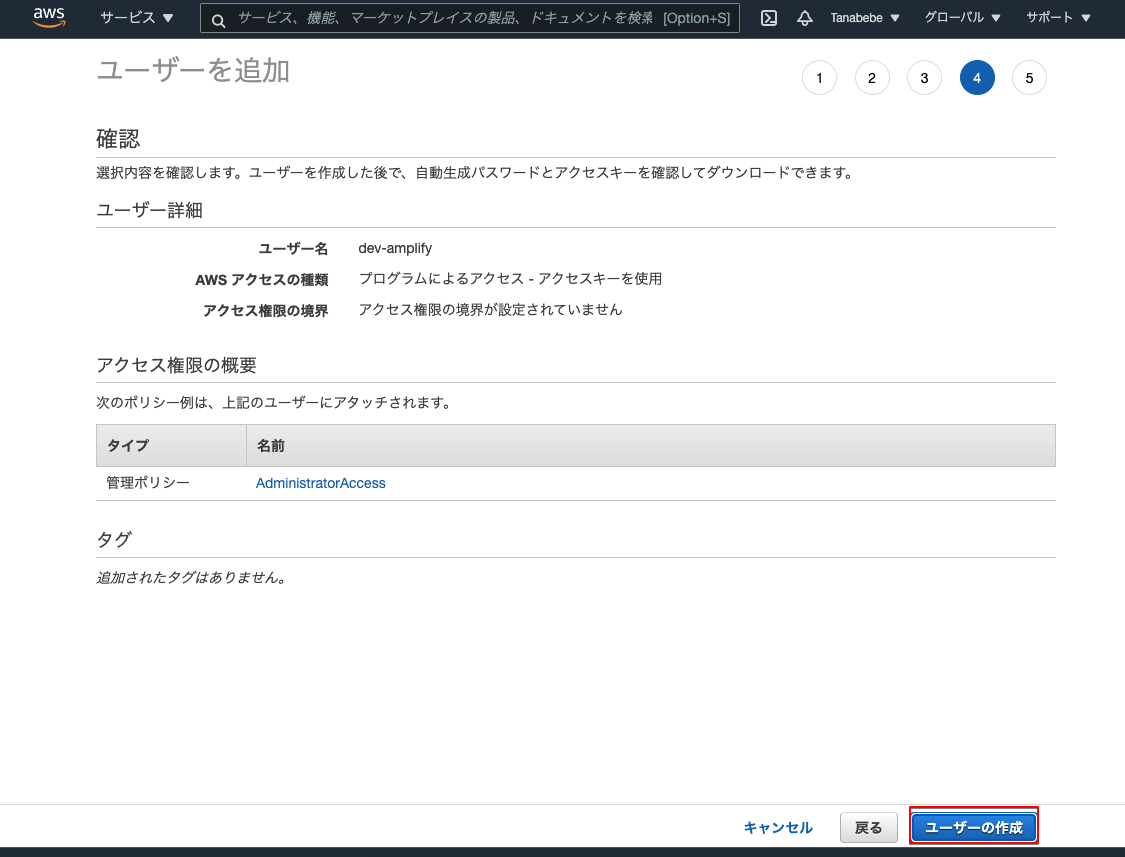 aws サービス サービス、機能、マーケットプレイスの製品、ドキュメントを検索 [Option+S] Tanabebe グローバル サポート
ユーザーを追加 1 2 3 4 5
確認
選択内容を確認します。ユーザーを作成した後で、自動生成パスワードとアクセスキーを確認してダウンロードできます。
ユーザー詳細
ユーザー名 dev-amplify
AWS アクセスの種類 プログラムによるアクセス - アクセスキーを使用
アクセス権限の境界 アクセス権限の境界が設定されていません
アクセス権限の概要
次のポリシー例は、上記のユーザーにアタッチされます。
タイプ 名前
管理ポリシー AdministratorAccess
タグ
追加されたタグはありません。
キャンセル 戻る ユーザーの作成